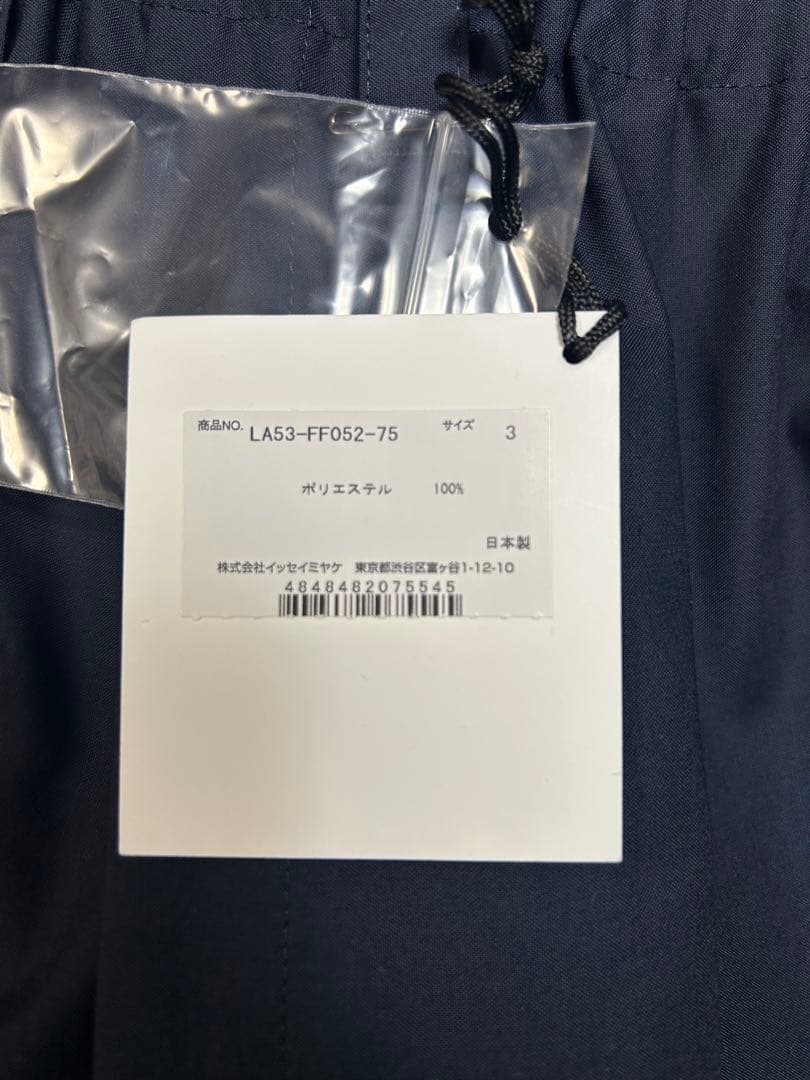 商品NO. LA53-FF052-75 サイズ 3
ポリエステル 100%
日本製
株式会社イッセイミヤケ 東京都渋谷区富ヶ谷1-12-10
4848482075545